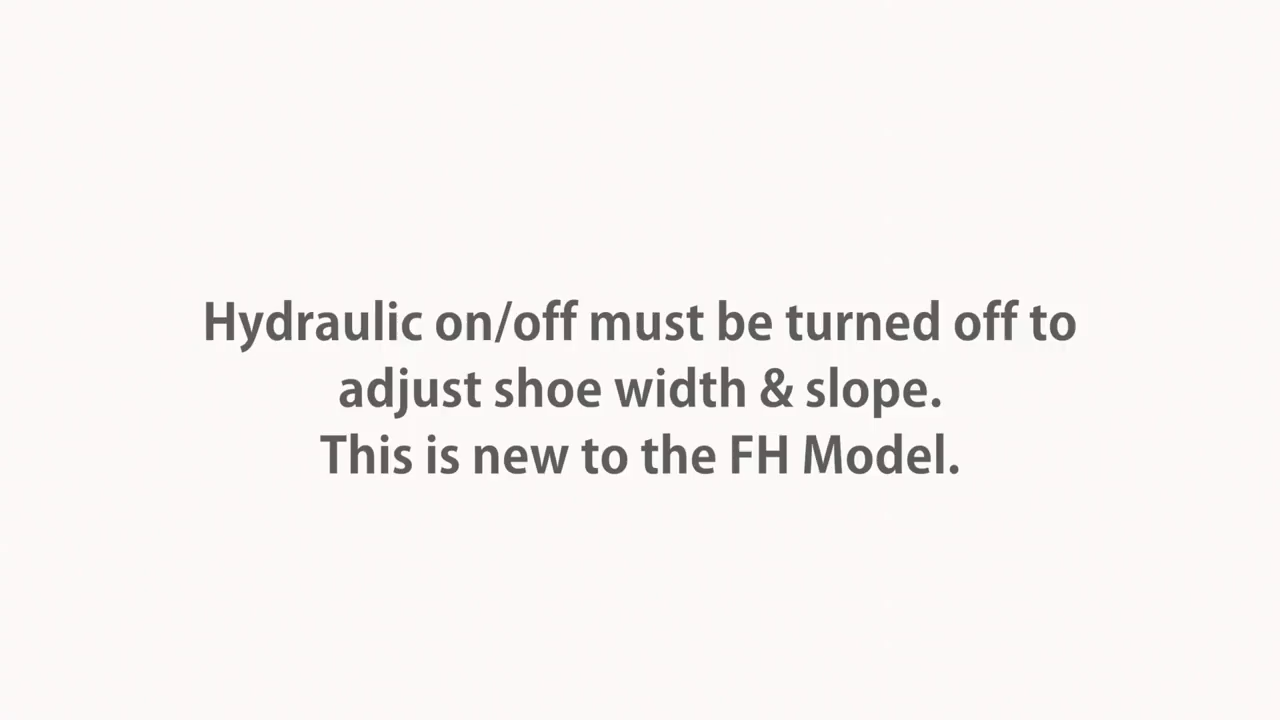 Hydraulic on/off must be turned off to
adjust shoe width & slope.
This is new to the FH Model.